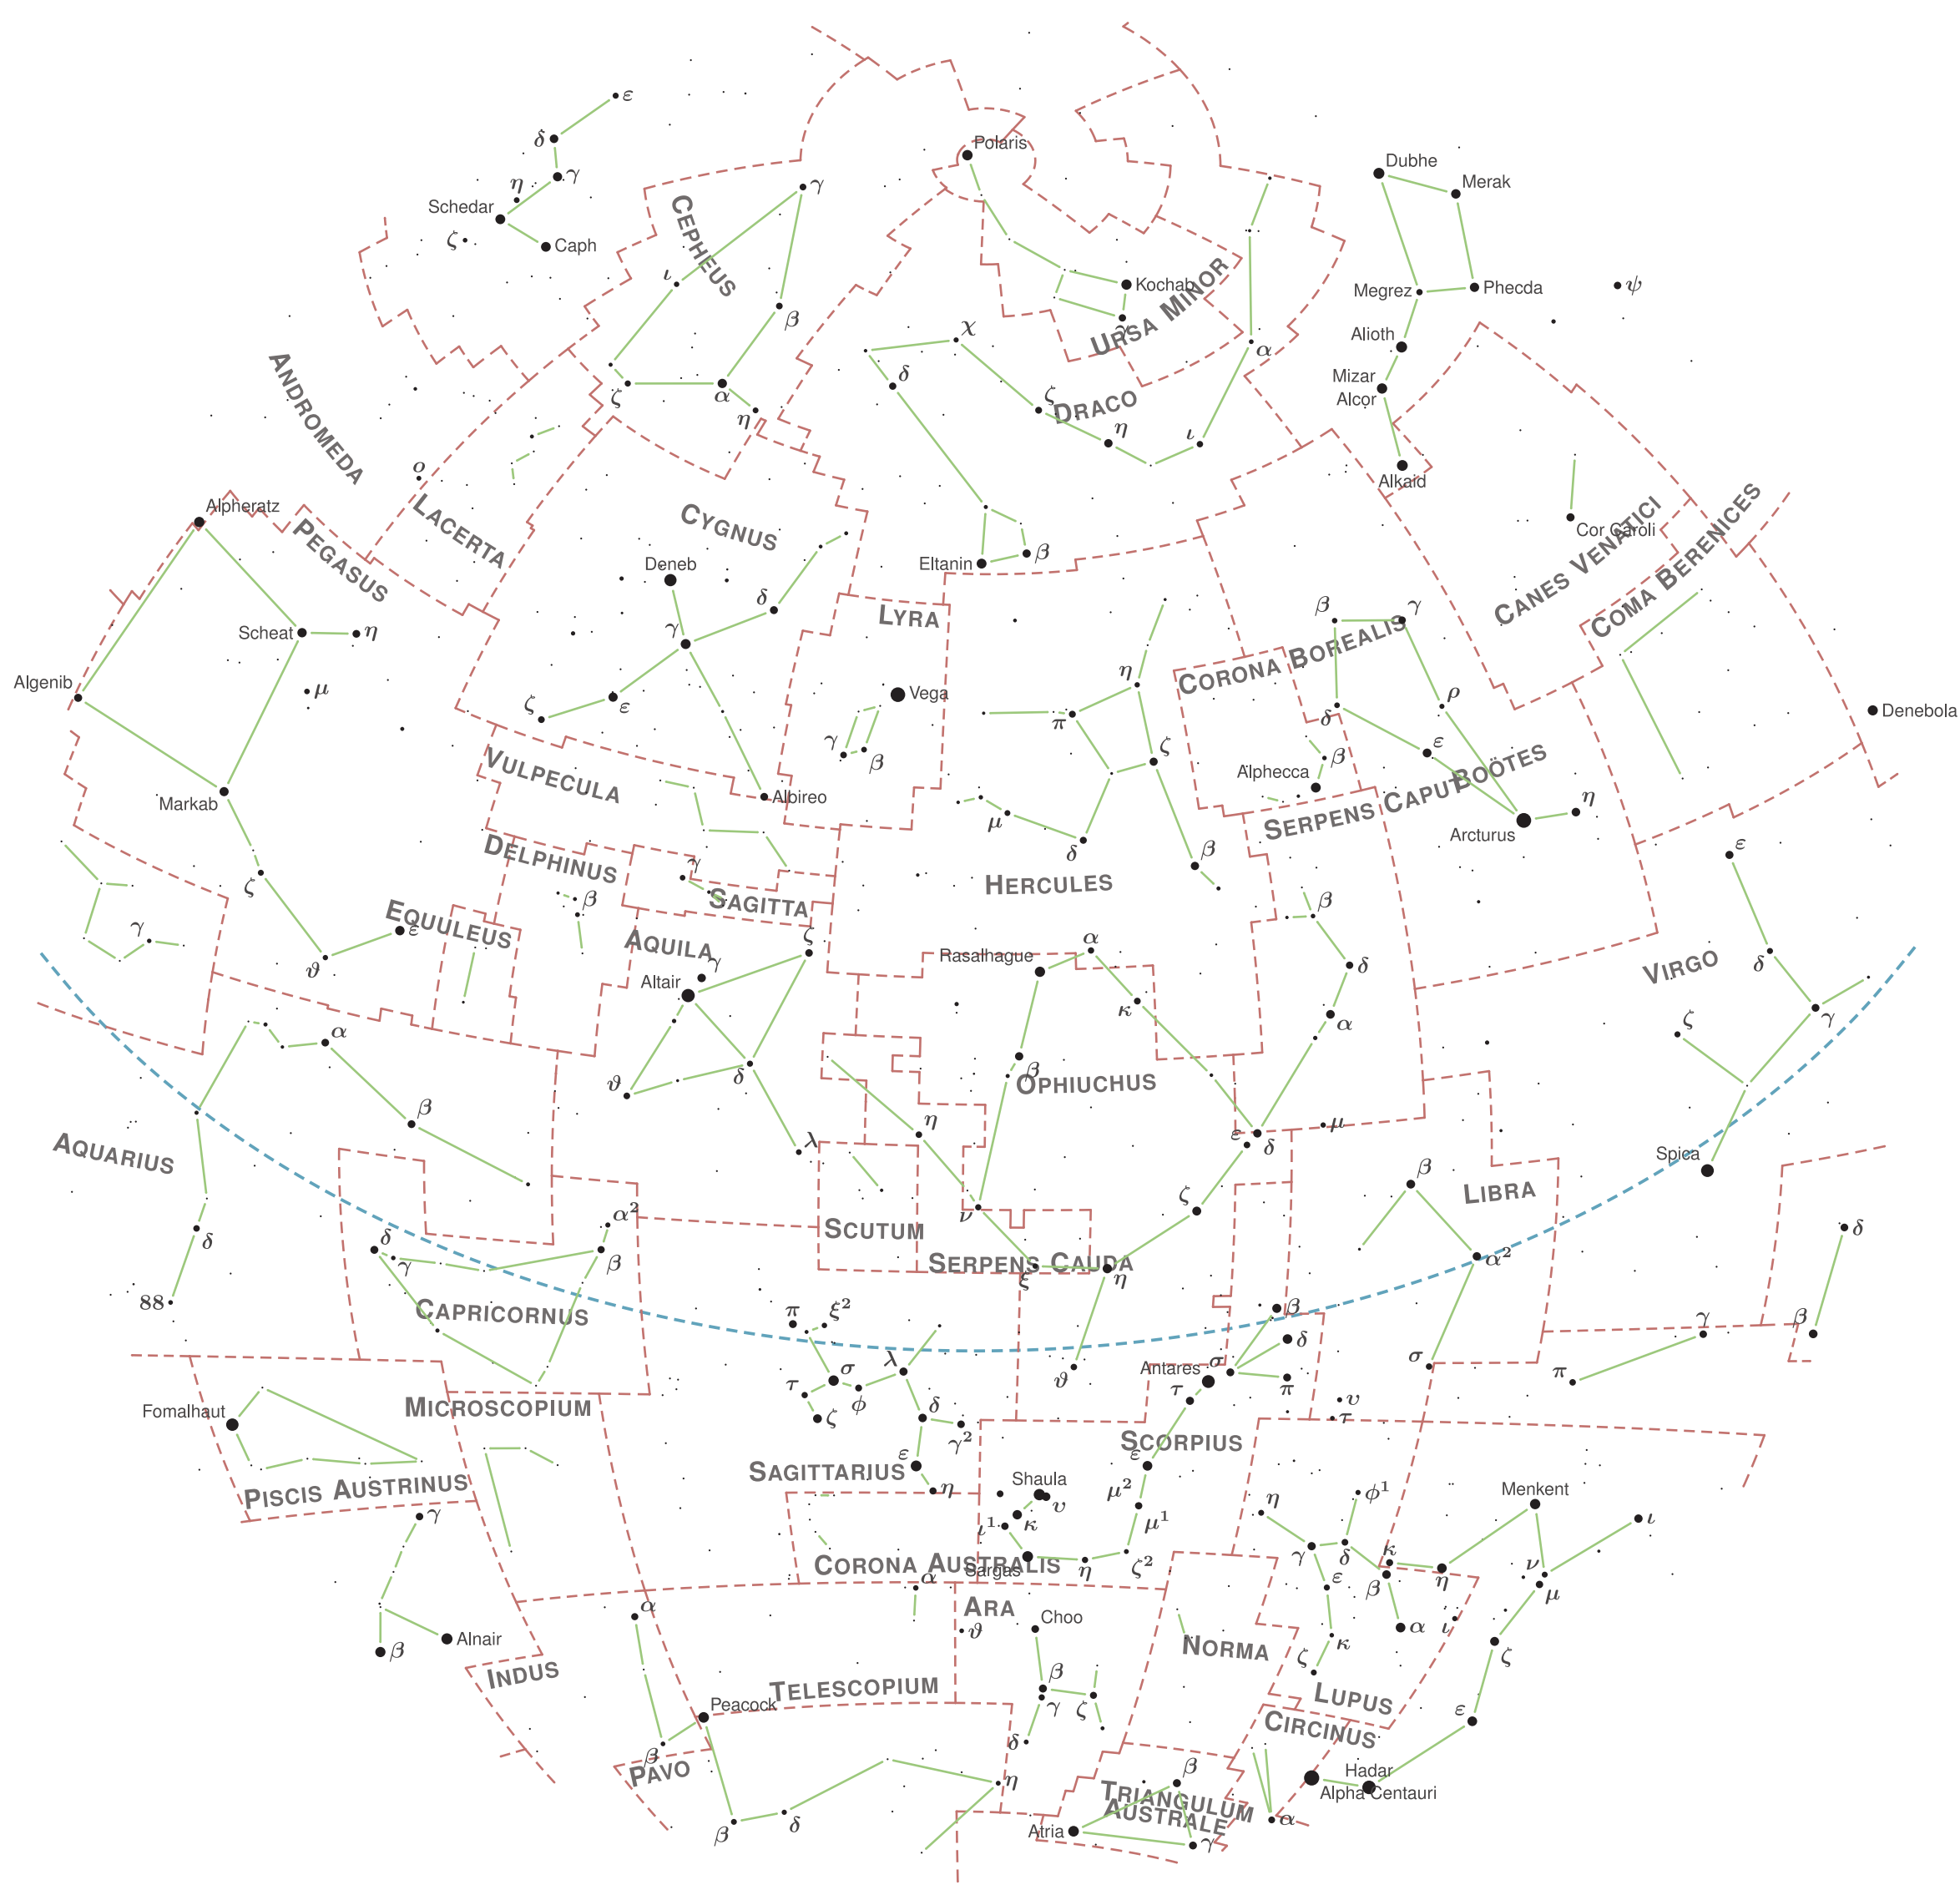 ε
δ
γ
η
Schedar
ζ
Caph
CEPHEUS
γ
ι
β
ζ
α
η
Polaris
Kochab
γ
URSA MINOR
Dubhe
Merak
Megrez
Phecda
ψ
Alioth
Mizar
Alcor
Alkaid
χ
δ
ζ
DRACO
η
ι
α
ANDROMEDA
ο
LACERTA
Alpheratz
PEGASUS
CYGNUS
Deneb
δ
γ
ε
ζ
Eltanin
β
LYRA
Vega
γ
β
Cor Caroli
CANES VENATICI
COMA BERENICES
Scheat
η
Algenib
μ
Markab
VULPECULA
Albireo
η
π
ζ
μ
δ
β
HERCULES
β
γ
CORONA BOREALIS
δ
ρ
ε
β
Alphecca
SERPENS CAPUT
BOÖTES
Arcturus
η
Denebola
DELPHINUS
γ
β
SAGITTA
ζ
EQUULEUS
ε
ϑ
γ
AQUILA
ζ
γ
Altair
Rasalhague
α
κ
β
δ
α
ε
δ
VIRGO
ζ
γ
α
β
ϑ
δ
λ
η
β
OPHIUCHUS
ε
δ
μ
AQUARIUS
δ
88
α²
δ
γ
β
CAPRICORNUS
SCUTUM
ν
SERPENS CAUDA
ξ
η
ζ
β
LIBRA
α²
Spica
δ
β
γ
π
σ
π
ξ²
σ
λ
τ
φ
ζ
δ
γ²
ε
η
SAGITTARIUS
ϑ
β
δ
Antares
σ
π
τ
υ
τ
SCORPIUS
ε
MICROSCOPIUM
Fomalhaut
PISCIS AUSTRINUS
γ
Shaula
υ
κ
ι¹
μ²
μ¹
ζ²
η
Sargas
CORONA AUSTRALIS
α
ARA
ϑ
Choo
β
γ
ζ
δ
η
φ¹
γ
δ
κ
β
ε
α
κ
ζ
Menkent
ι
ν
η
μ
i
ζ
ε
Alnair
β
INDUS
α
Peacock
β
TELESCOPIUM
PAVO
β
δ
η
NORMA
LUPUS
CIRCINUS
Hadar
Alpha Centauri
β
TRIANGULUM
AUSTRALE
Atria
γ
α